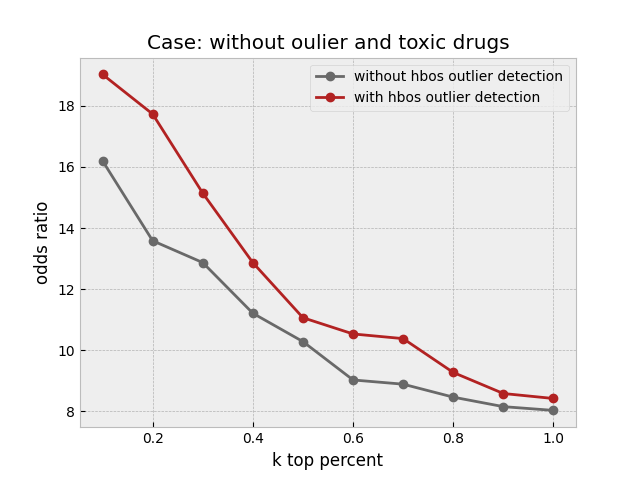 Case: without oulier and toxic drugs
without hbos outlier detection
with hbos outlier detection
odds ratio
18
16
14
12
10
8
0.2 0.4 0.6 0.8 1.0
k top percent